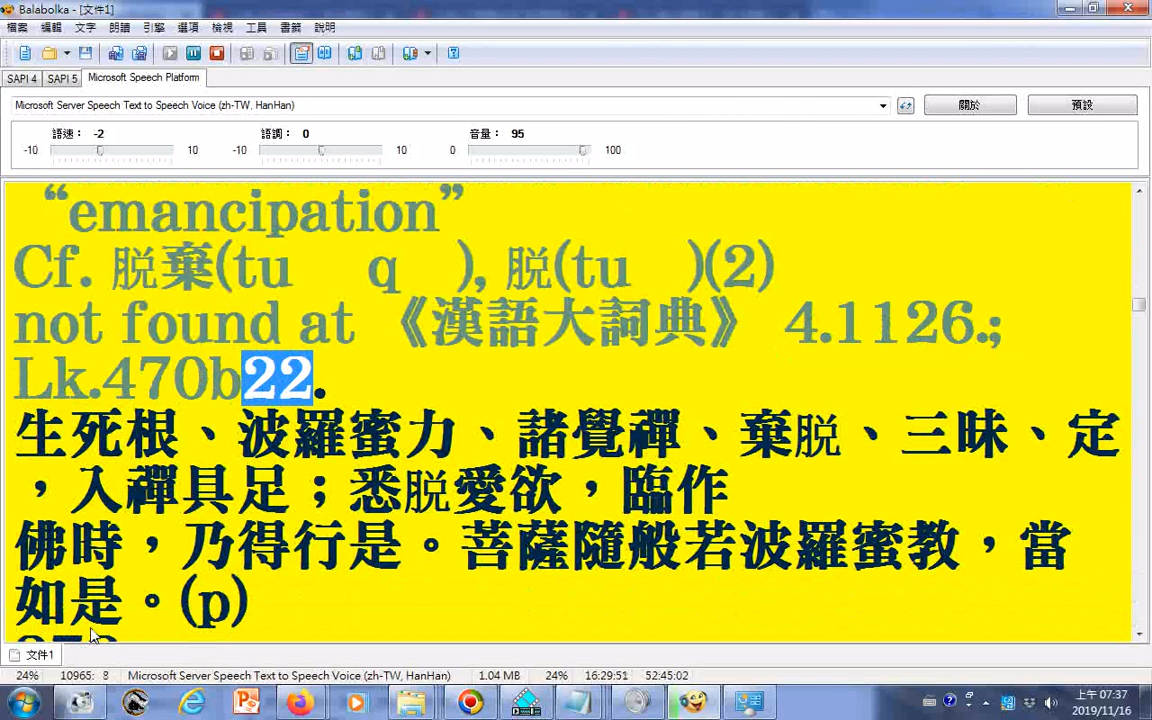 Balabolka - [文件1]
檔案 編輯 文字 朗讀 引擎 選項 檢視 工具 書籤 說明
SAPI 4 SAPI 5 Microsoft Speech Platform
Microsoft Server Speech Text to Speech Voice (zh-TW, HanHan) 關於 預設
語速： -2 語調： 0 音量： 95
-10 10 -10 10 0 100
“emancipation”
Cf. 脱棄(tu q ), 脱(tu )(2)
not found at 《漢語大詞典》 4.1126.;
Lk.470b22.
生死根、波羅蜜力、諸覺禪、棄脱、三昧、定
，入禪具足；悉脱愛欲，臨作
佛時，乃得行是。菩薩隨般若波羅蜜教，當
如是。(p)
文件1
24% 10965: 8 Microsoft Server Speech Text to Speech Voice (zh-TW, HanHan) 1.04 MB 24% 16:29:51 52:45:02
上午 07:37
2019/11/16